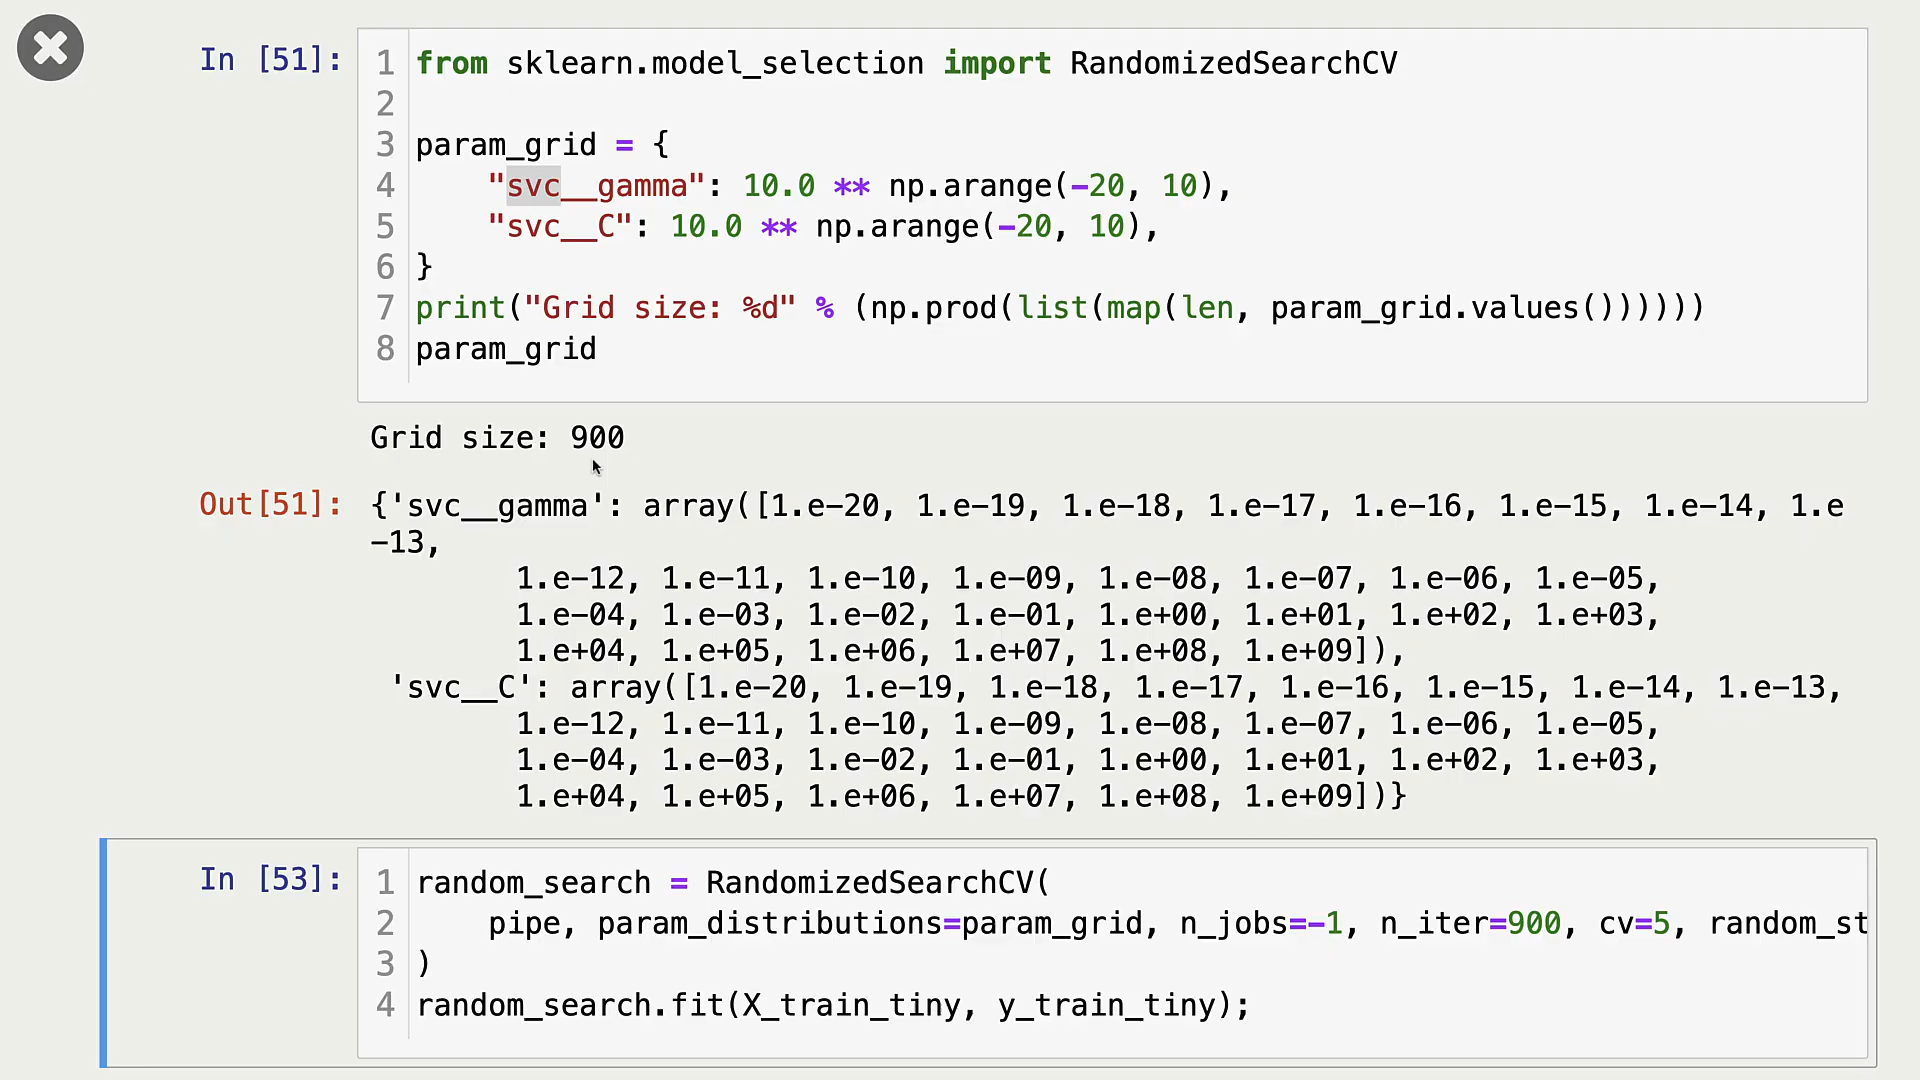 In [51]:
1 from sklearn.model_selection import RandomizedSearchCV
2
3 param_grid = {
4     "svc__gamma": 10.0 ** np.arange(-20, 10),
5     "svc__C": 10.0 ** np.arange(-20, 10),
6 }
7 print("Grid size: %d" % (np.prod(list(map(len, param_grid.values())))))
8 param_grid
Grid size: 900
Out[51]: {'svc__gamma': array([1.e-20, 1.e-19, 1.e-18, 1.e-17, 1.e-16, 1.e-15, 1.e-14, 1.e
-13,
        1.e-12, 1.e-11, 1.e-10, 1.e-09, 1.e-08, 1.e-07, 1.e-06, 1.e-05,
        1.e-04, 1.e-03, 1.e-02, 1.e-01, 1.e+00, 1.e+01, 1.e+02, 1.e+03,
        1.e+04, 1.e+05, 1.e+06, 1.e+07, 1.e+08, 1.e+09]),
 'svc__C': array([1.e-20, 1.e-19, 1.e-18, 1.e-17, 1.e-16, 1.e-15, 1.e-14, 1.e-13,
        1.e-12, 1.e-11, 1.e-10, 1.e-09, 1.e-08, 1.e-07, 1.e-06, 1.e-05,
        1.e-04, 1.e-03, 1.e-02, 1.e-01, 1.e+00, 1.e+01, 1.e+02, 1.e+03,
        1.e+04, 1.e+05, 1.e+06, 1.e+07, 1.e+08, 1.e+09])}
In [53]:
1 random_search = RandomizedSearchCV(
2     pipe, param_distributions=param_grid, n_jobs=-1, n_iter=900, cv=5, random_st
3 )
4 random_search.fit(X_train_tiny, y_train_tiny);